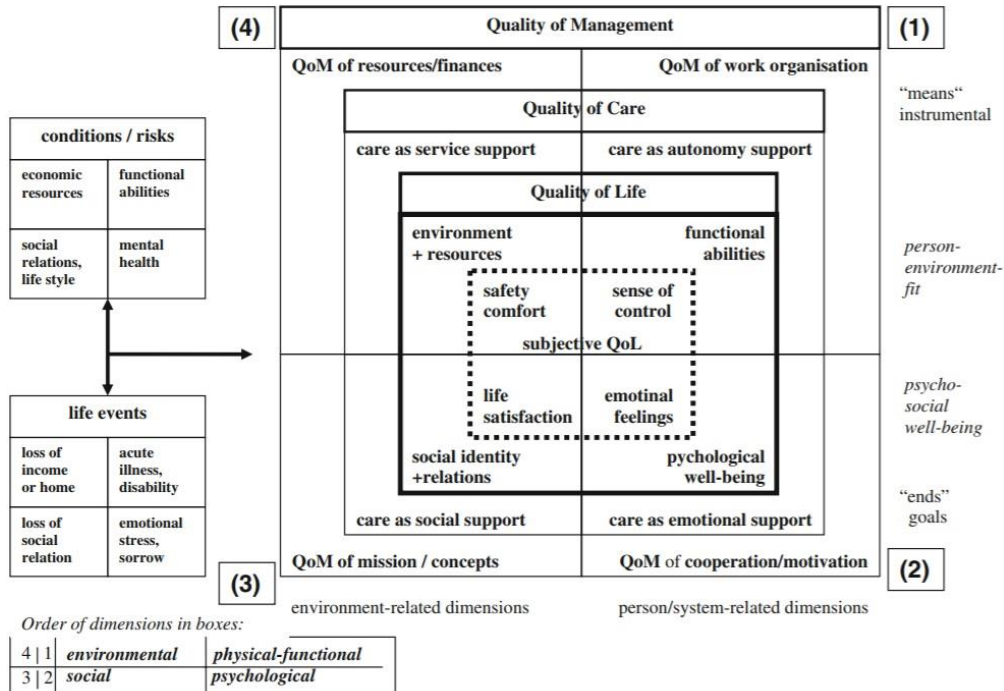 (4)
Quality of Management
(1)
QoM of resources/finances
QoM of work organisation
“means“
instrumental
Quality of Care
conditions / risks
care as service support
care as autonomy support
economic
resources
functional
abilities
Quality of Life
social
relations,
life style
mental
health
environment
+ resources
functional
abilities
person-
environment-
fit
safety
comfort
sense of
control
subjective QoL
life
satisfaction
emotinal
feelings
psycho-
social
well-being
life events
loss of
income
or home
acute
illness,
disability
social identity
+relations
pychological
well-being
“ends”
goals
loss of
social
relation
emotional
stress,
sorrow
care as social support
care as emotional support
QoM of mission / concepts
QoM of cooperation/motivation
(3)
(2)
environment-related dimensions
person/system-related dimensions
Order of dimensions in boxes:
4 | 1 environmental physical-functional
3 | 2 social psychological